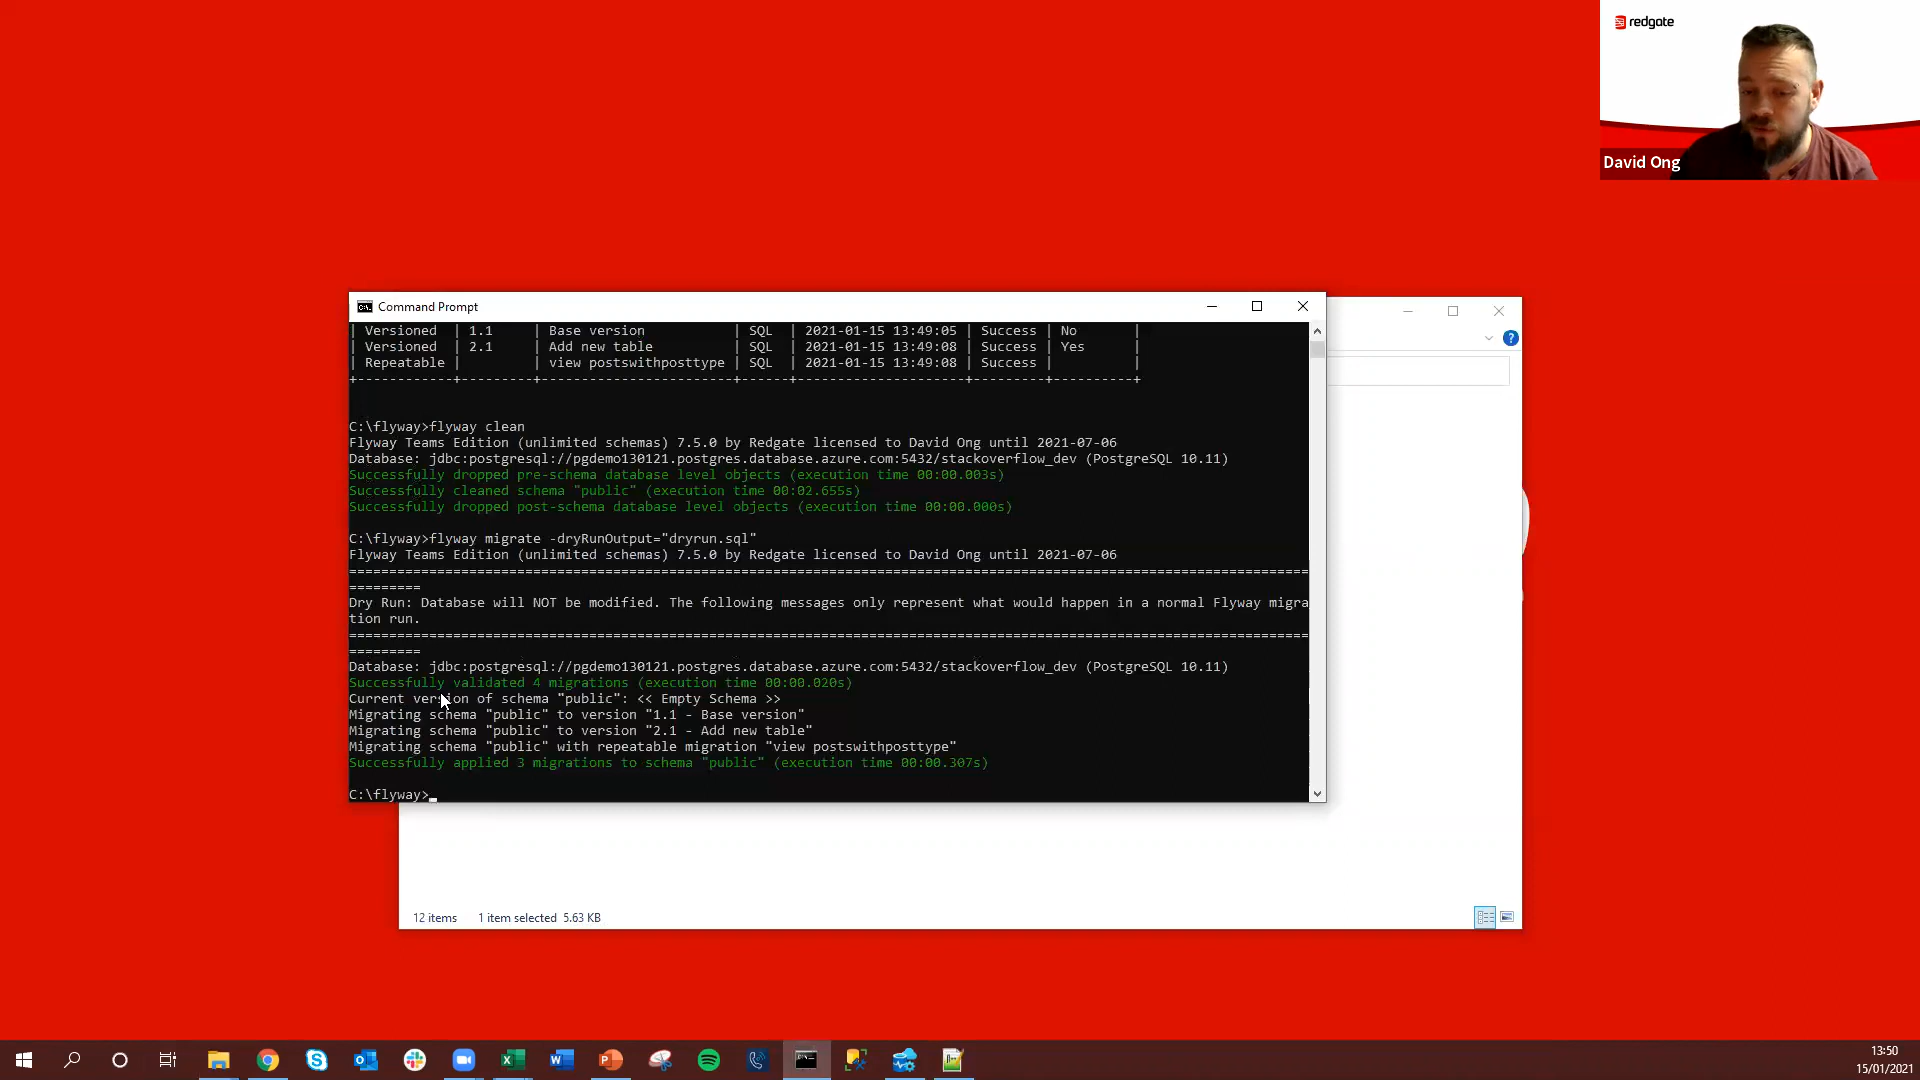 redgate
David Ong
Command Prompt
| Versioned | 1.1 | Base version | SQL | 2021-01-15 13:49:05 | Success | No |
| Versioned | 2.1 | Add new table | SQL | 2021-01-15 13:49:08 | Success | Yes |
| Repeatable | | view postswithposttype | SQL | 2021-01-15 13:49:08 | Success | |
+------------+---------+------------------------+------+---------------------+---------+----------+
C:\flyway>flyway clean
Flyway Teams Edition (unlimited schemas) 7.5.0 by Redgate licensed to David Ong until 2021-07-06
Database: jdbc:postgresql://pgdemo130121.postgres.database.azure.com:5432/stackoverflow_dev (PostgreSQL 10.11)
Successfully dropped pre-schema database level objects (execution time 00:00.003s)
Successfully cleaned schema "public" (execution time 00:02.655s)
Successfully dropped post-schema database level objects (execution time 00:00.000s)
C:\flyway>flyway migrate -dryRunOutput="dryrun.sql"
Flyway Teams Edition (unlimited schemas) 7.5.0 by Redgate licensed to David Ong until 2021-07-06
========================================================================================================================
=========
Dry Run: Database will NOT be modified. The following messages only represent what would happen in a normal Flyway migra
tion run.
========================================================================================================================
=========
Database: jdbc:postgresql://pgdemo130121.postgres.database.azure.com:5432/stackoverflow_dev (PostgreSQL 10.11)
Successfully validated 4 migrations (execution time 00:00.020s)
Current version of schema "public": << Empty Schema >>
Migrating schema "public" to version "1.1 - Base version"
Migrating schema "public" to version "2.1 - Add new table"
Migrating schema "public" with repeatable migration "view postswithposttype"
Successfully applied 3 migrations to schema "public" (execution time 00:00.307s)
C:\flyway>
12 items 1 item selected 5.63 KB
13:50
15/01/2021